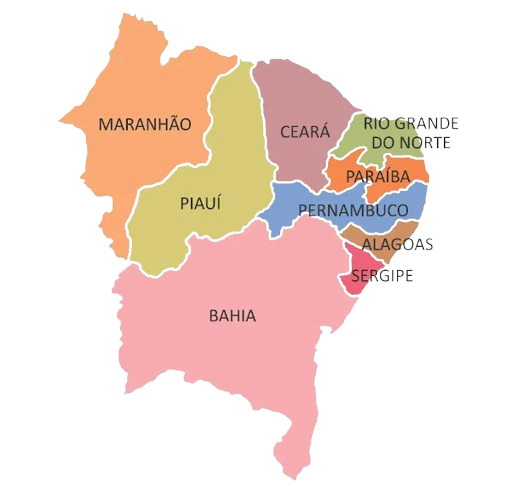 MARANHÃO
CEARÁ
RIO GRANDE
DO NORTE
PARAÍBA
PIAUÍ
PERNAMBUCO
ALAGOAS
SERGIPE
BAHIA